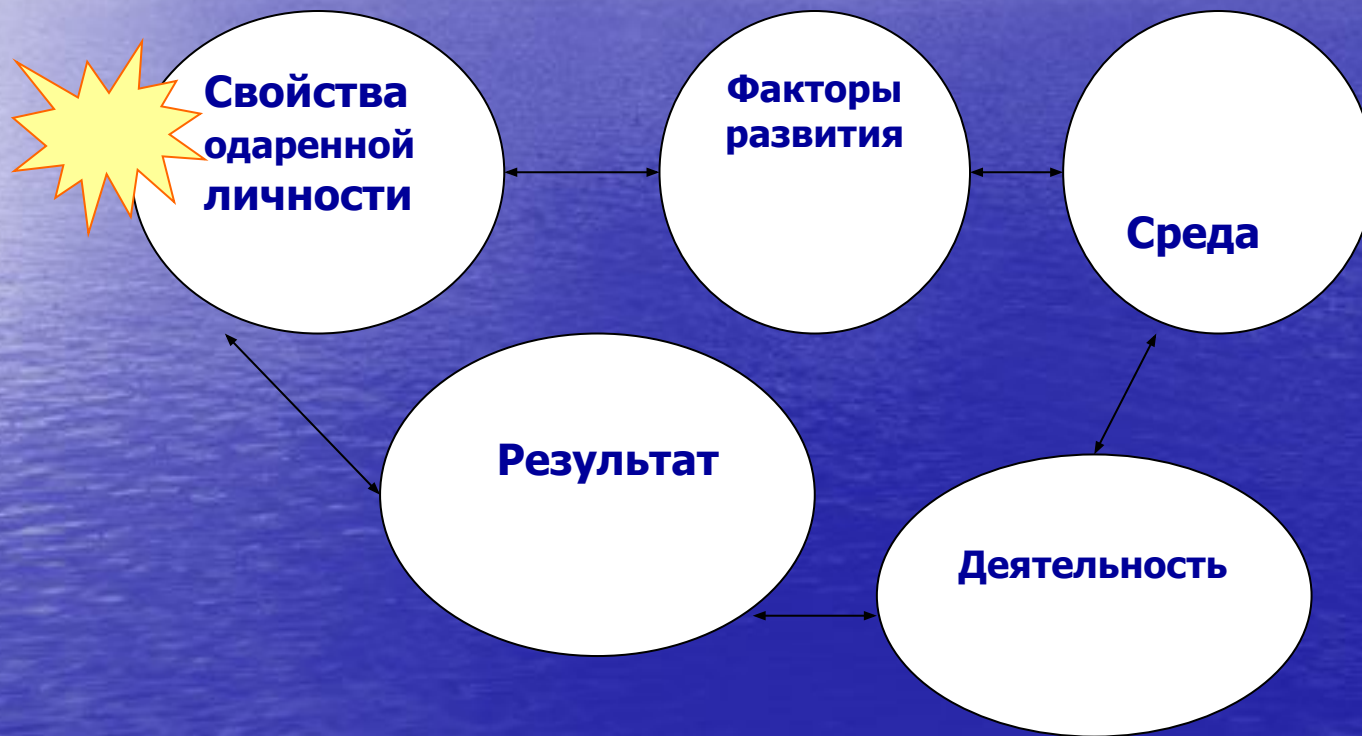 Свойства
одаренной
личности
Факторы
развития
Среда
Результат
Деятельность